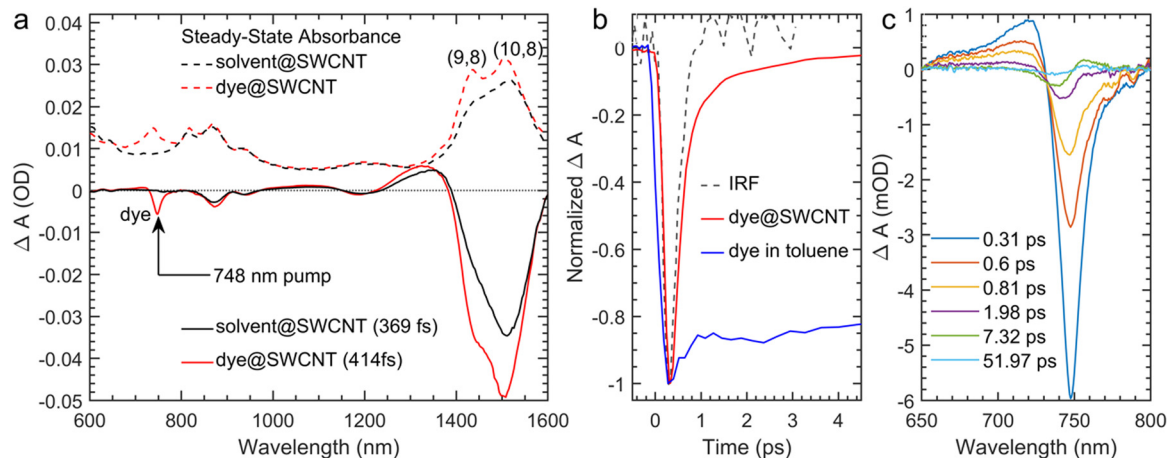 a
Steady-State Absorbance
solvent@SWCNT
dye@SWCNT
(9,8)
(10,8)
dye
748 nm pump
solvent@SWCNT (369 fs)
dye@SWCNT (414fs)
0.04
0.03
0.02
0.01
0
-0.01
-0.02
-0.03
-0.04
-0.05
Δ A (OD)
600 800 1000 1200 1400 1600
Wavelength (nm)
b
0
-0.2
-0.4
-0.6
-0.8
-1
Normalized Δ A
IRF
dye@SWCNT
dye in toluene
0 1 2 3 4
Time (ps)
c
1
0
-1
-2
-3
-4
-5
-6
Δ A (mOD)
0.31 ps
0.6 ps
0.81 ps
1.98 ps
7.32 ps
51.97 ps
650 700 750 800
Wavelength (nm)